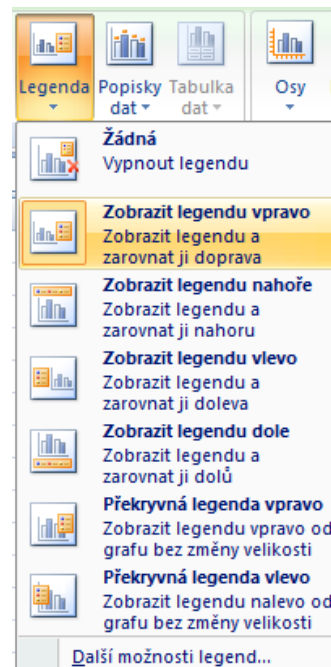 Legenda Popisky Tabulka Osy
dat dat
Žádná
Vypnout legendu
Zobrazit legendu vpravo
Zobrazit legendu a
zarovnat ji doprava
Zobrazit legendu nahoře
Zobrazit legendu a
zarovnat ji nahoru
Zobrazit legendu vlevo
Zobrazit legendu a
zarovnat ji doleva
Zobrazit legendu dole
Zobrazit legendu a
zarovnat ji dolů
Překryvná legenda vpravo
Zobrazit legendu vpravo od
grafu bez změny velikosti
Překryvná legenda vlevo
Zobrazit legendu nalevo od
grafu bez změny velikosti
Další možnosti legend...